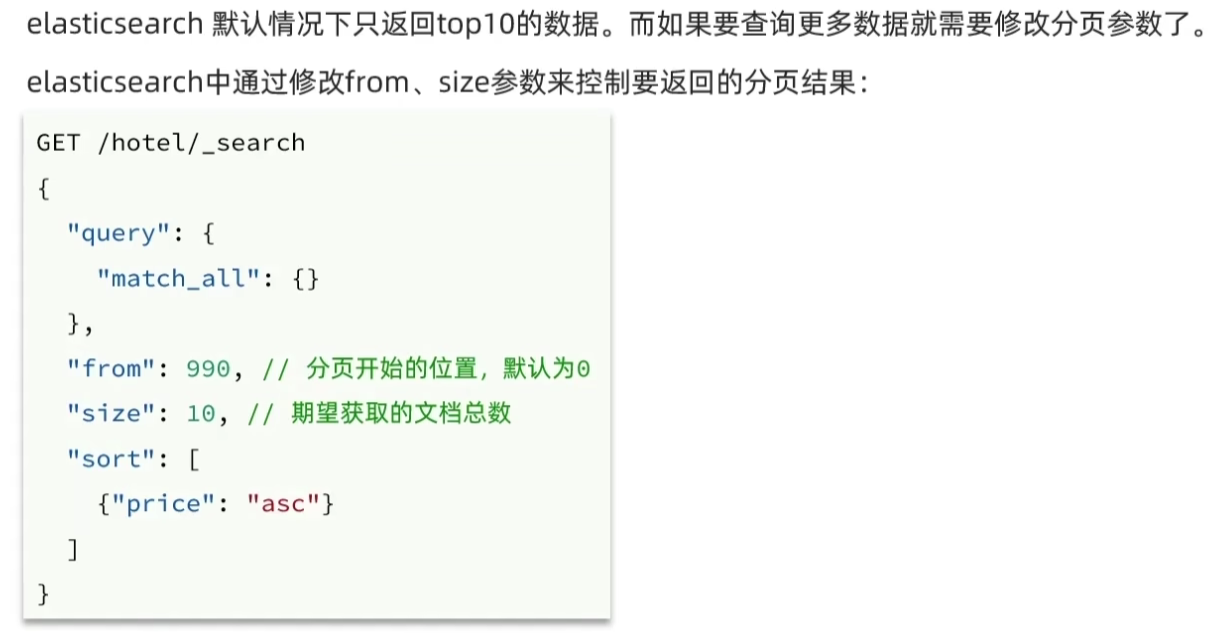 elasticsearch 默认情况下只返回top10的数据。而如果要查询更多数据就需要修改分页参数了。
elasticsearch中通过修改from、size参数来控制要返回的分页结果：
GET /hotel/_search
{
  "query": {
    "match_all": {}
  },
  "from": 990, // 分页开始的位置，默认为0
  "size": 10, // 期望获取的文档总数
  "sort": [
    {"price": "asc"}
  ]
}